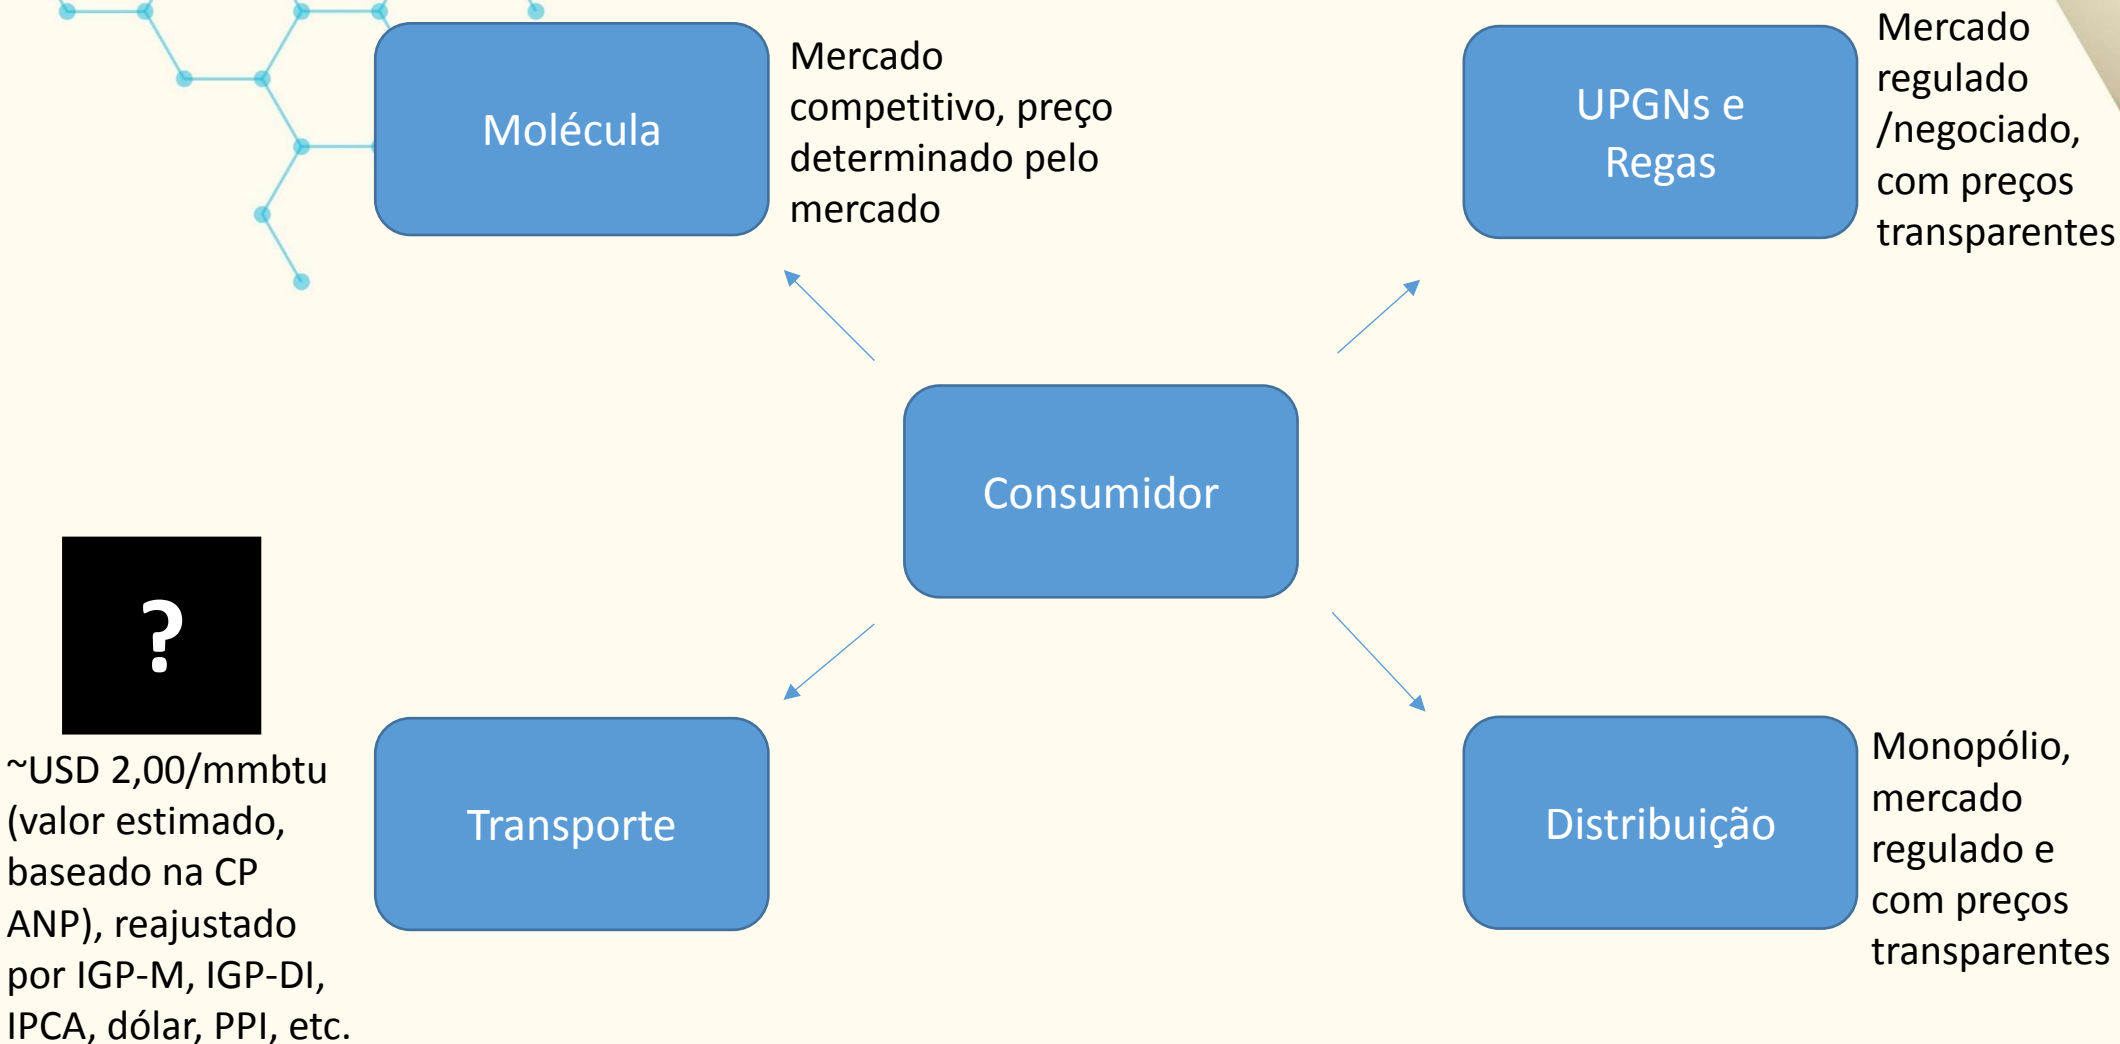 Molécula
Mercado
competitivo, preço
determinado pelo
mercado
UPGNs e
Regas
Mercado
regulado
/negociado,
com preços
transparentes
Consumidor
?
~USD 2,00/mmbtu
(valor estimado,
baseado na CP
ANP), reajustado
por IGP-M, IGP-DI,
IPCA, dólar, PPI, etc.
Transporte
Distribuição
Monopólio,
mercado
regulado e
com preços
transparentes